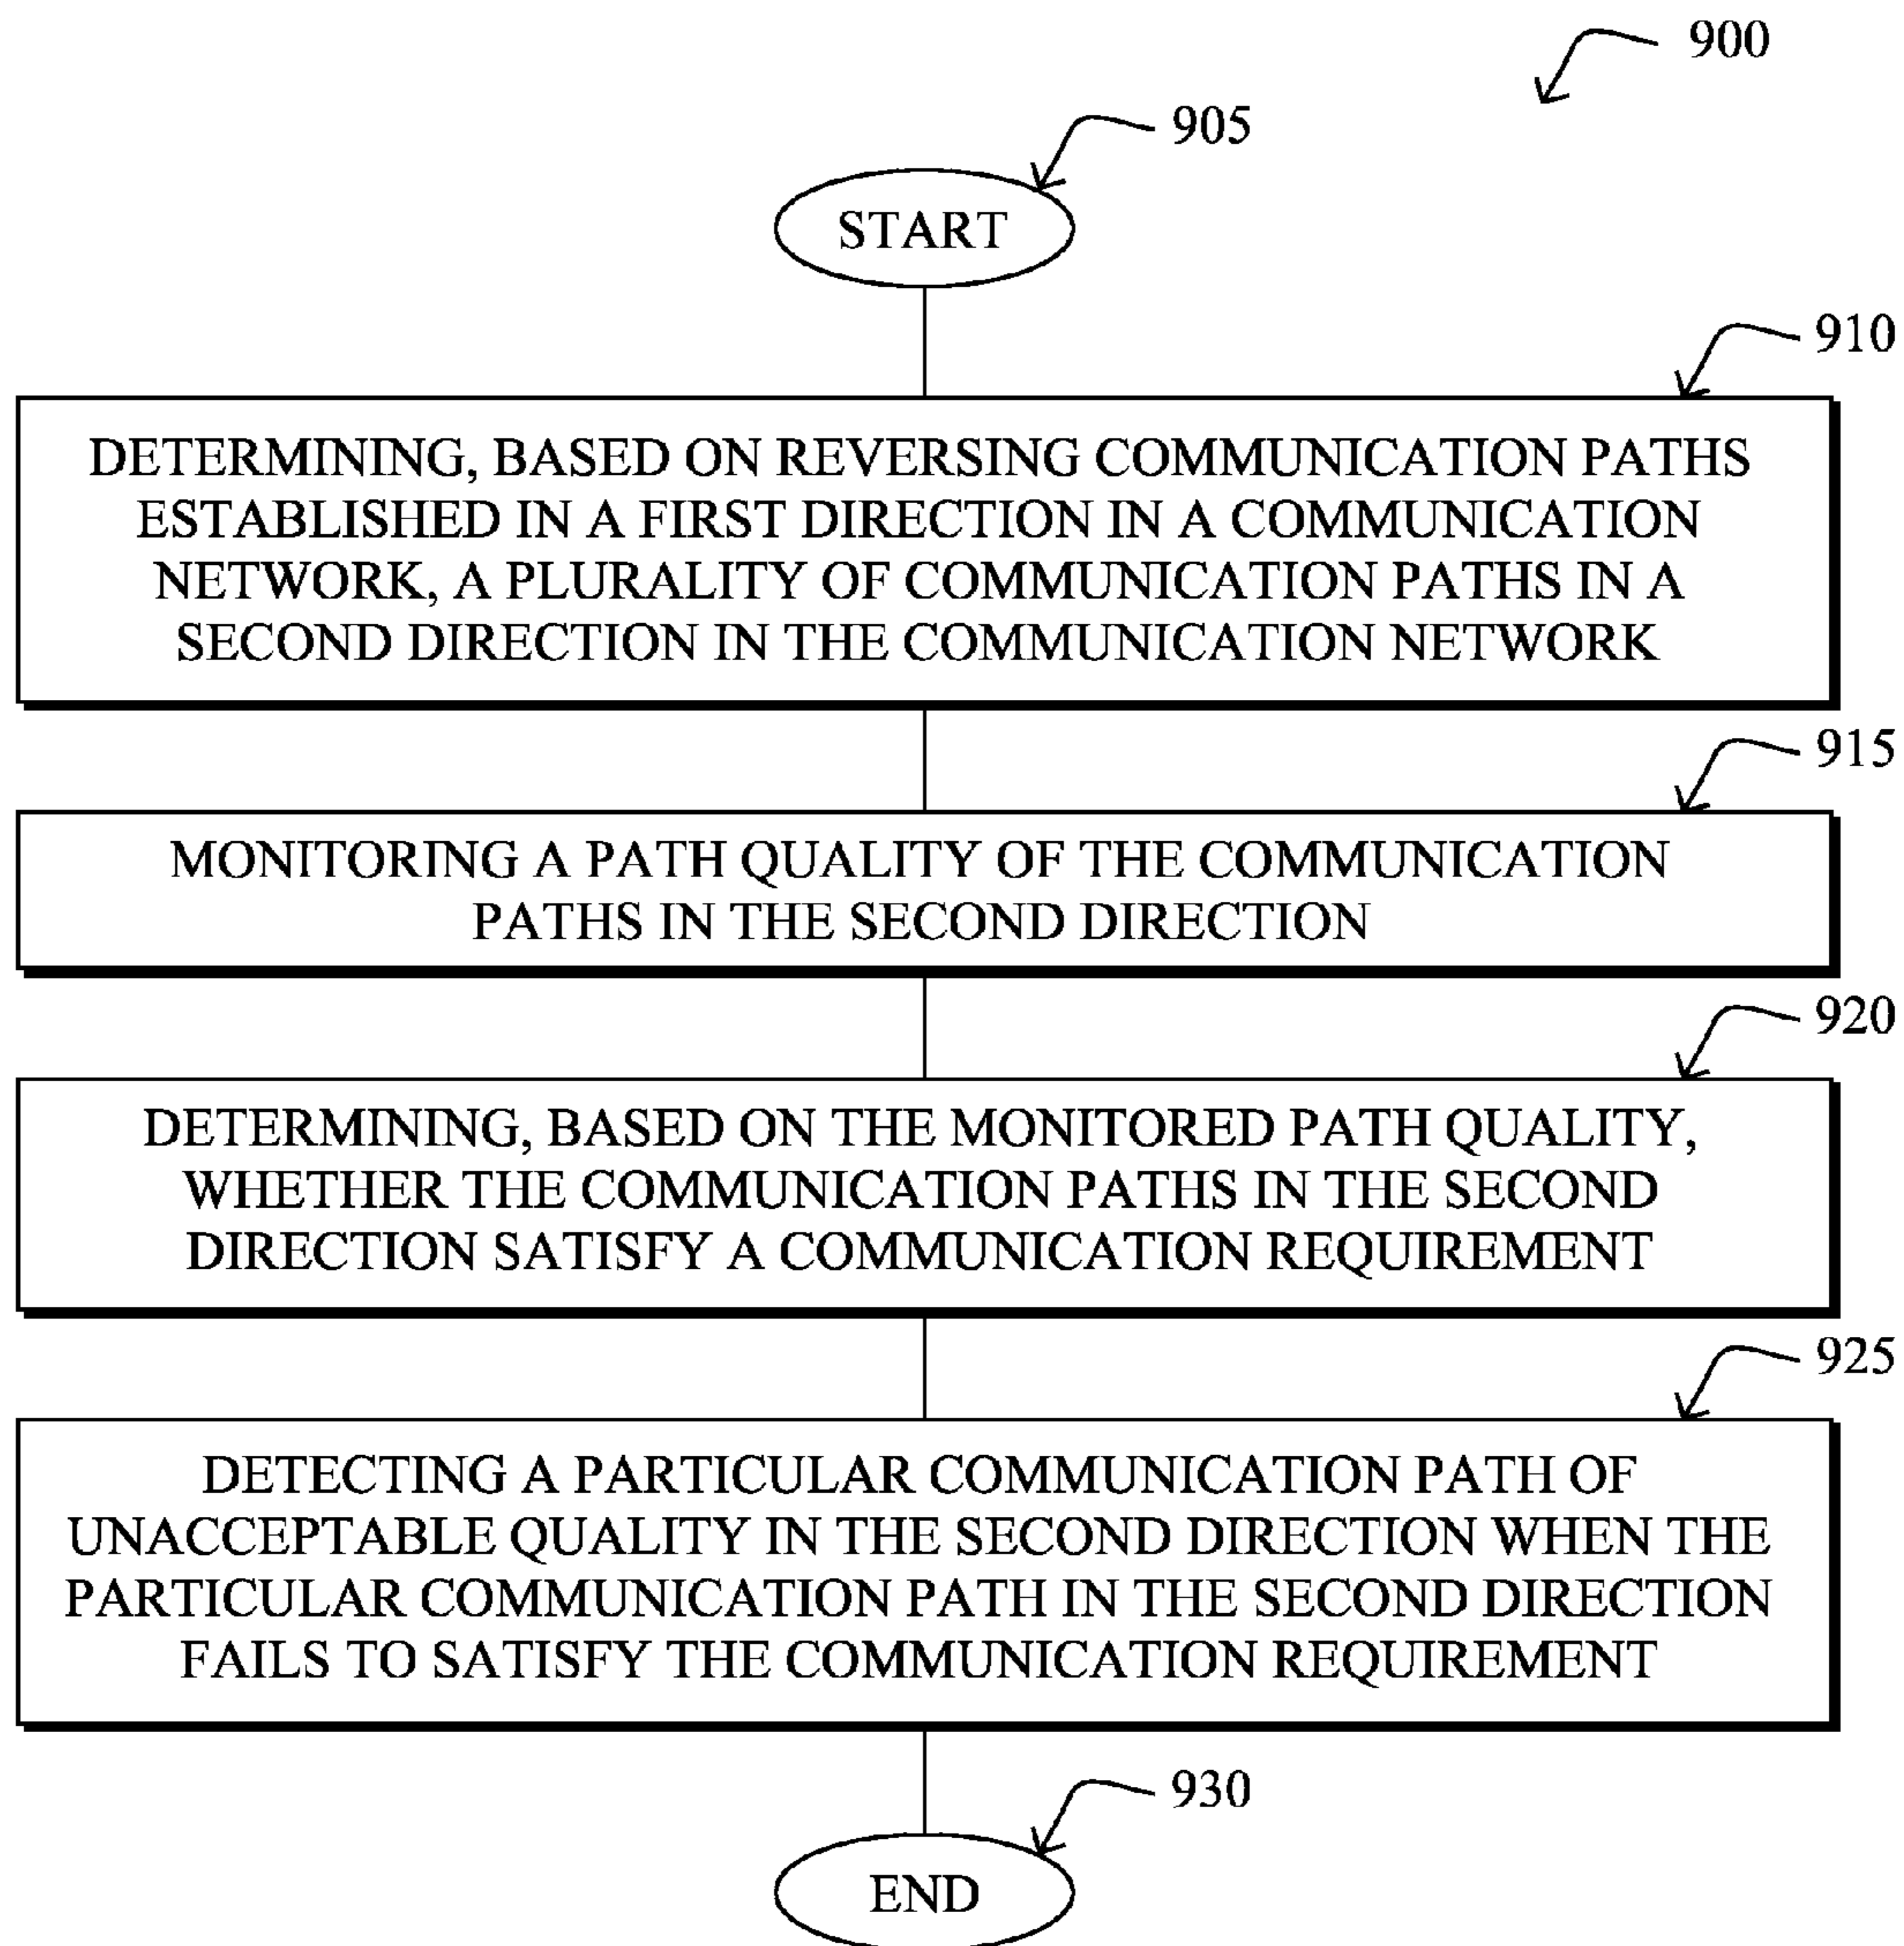 900
905
START
910
DETERMINING, BASED ON REVERSING COMMUNICATION PATHS
ESTABLISHED IN A FIRST DIRECTION IN A COMMUNICATION
NETWORK, A PLURALITY OF COMMUNICATION PATHS IN A
SECOND DIRECTION IN THE COMMUNICATION NETWORK
915
MONITORING A PATH QUALITY OF THE COMMUNICATION
PATHS IN THE SECOND DIRECTION
920
DETERMINING, BASED ON THE MONITORED PATH QUALITY,
WHETHER THE COMMUNICATION PATHS IN THE SECOND
DIRECTION SATISFY A COMMUNICATION REQUIREMENT
925
DETECTING A PARTICULAR COMMUNICATION PATH OF
UNACCEPTABLE QUALITY IN THE SECOND DIRECTION WHEN THE
PARTICULAR COMMUNICATION PATH IN THE SECOND DIRECTION
FAILS TO SATISFY THE COMMUNICATION REQUIREMENT
930
END